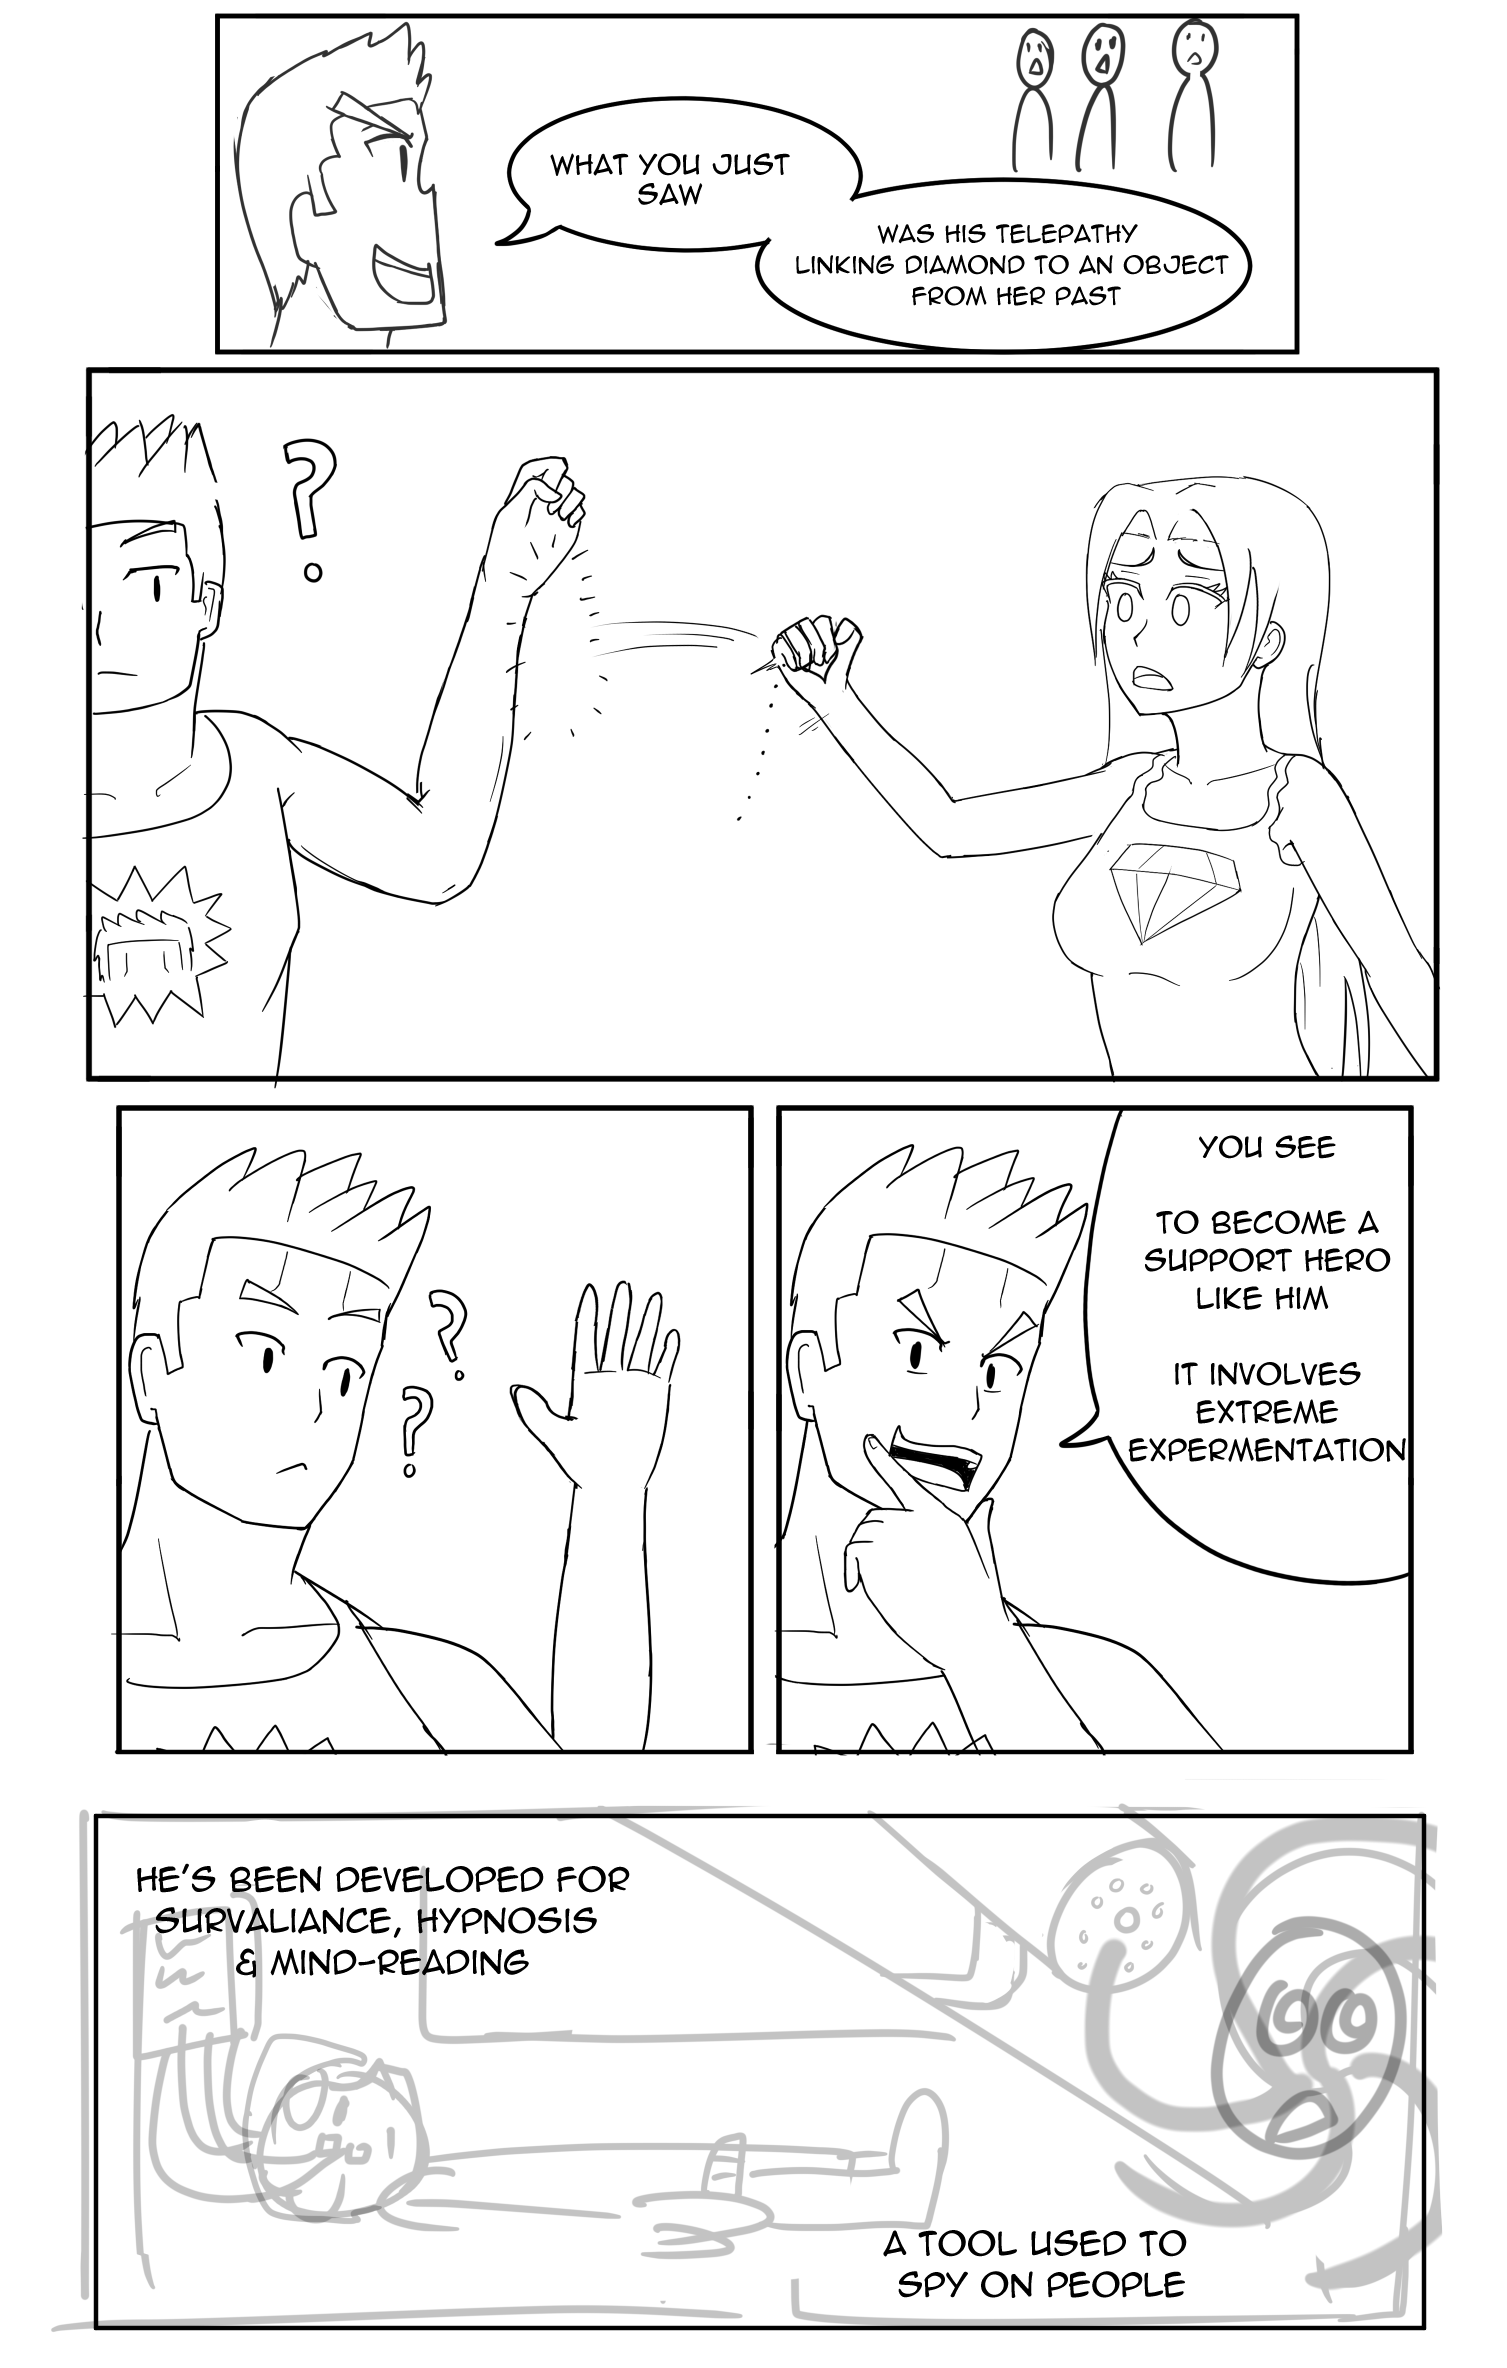 WHAT YOU JUST
SAW
WAS HIS TELEPATHY
LINKING DIAMOND TO AN OBJECT
FROM HER PAST
?
?
?
YOU SEE
TO BECOME A
SUPPORT HERO
LIKE HIM
IT INVOLVES
EXTREME
EXPERMENTATION
HE'S BEEN DEVELOPED FOR
SURVALIANCE, HYPNOSIS
& MIND-READING
A TOOL USED TO
SPY ON PEOPLE